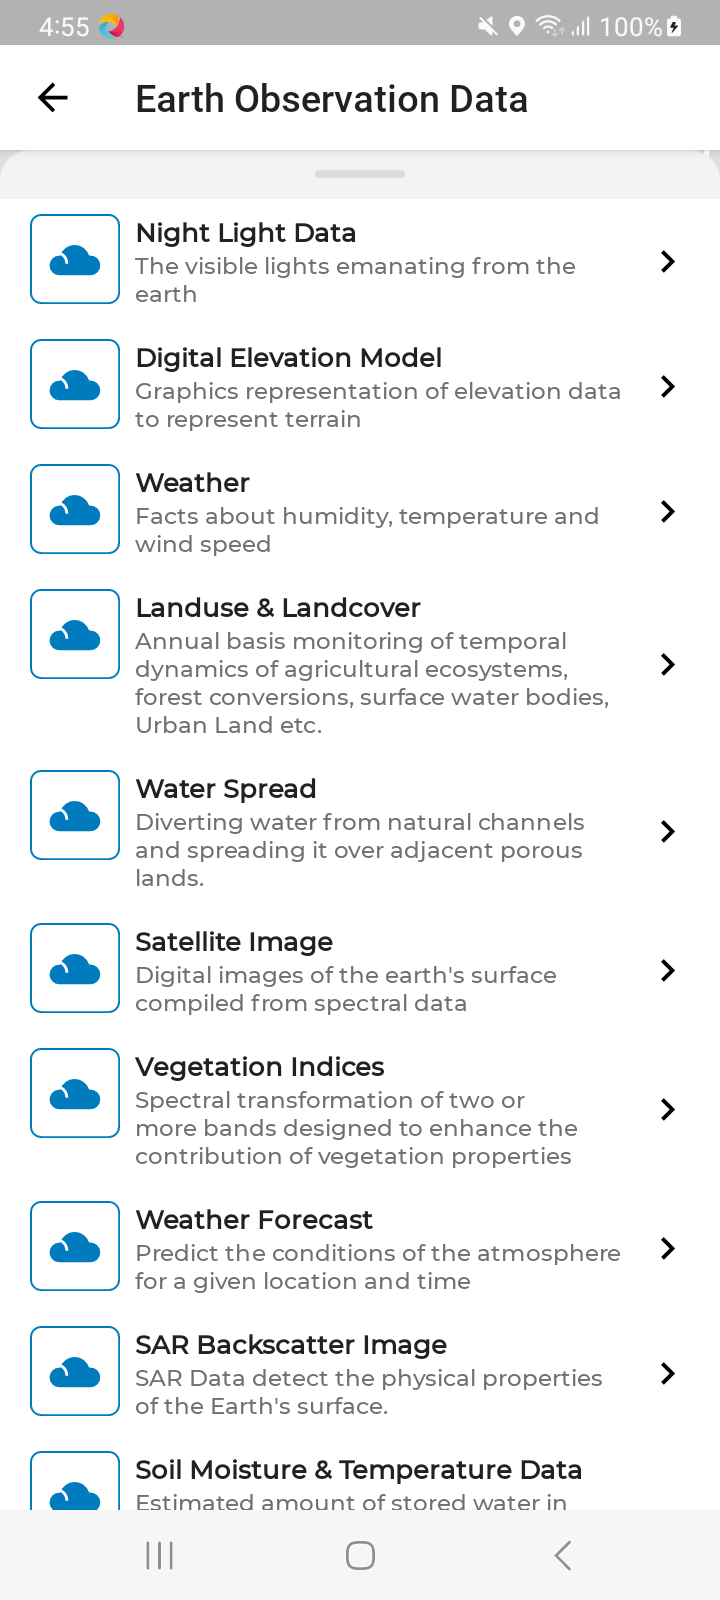 4:55
100%
Earth Observation Data
Night Light Data
The visible lights emanating from the
earth
Digital Elevation Model
Graphics representation of elevation data
to represent terrain
Weather
Facts about humidity, temperature and
wind speed
Landuse & Landcover
Annual basis monitoring of temporal
dynamics of agricultural ecosystems,
forest conversions, surface water bodies,
Urban Land etc.
Water Spread
Diverting water from natural channels
and spreading it over adjacent porous
lands.
Satellite Image
Digital images of the earth's surface
compiled from spectral data
Vegetation Indices
Spectral transformation of two or
more bands designed to enhance the
contribution of vegetation properties
Weather Forecast
Predict the conditions of the atmosphere
for a given location and time
SAR Backscatter Image
SAR Data detect the physical properties
of the Earth's surface.
Soil Moisture & Temperature Data
Estimated amount of stored water in